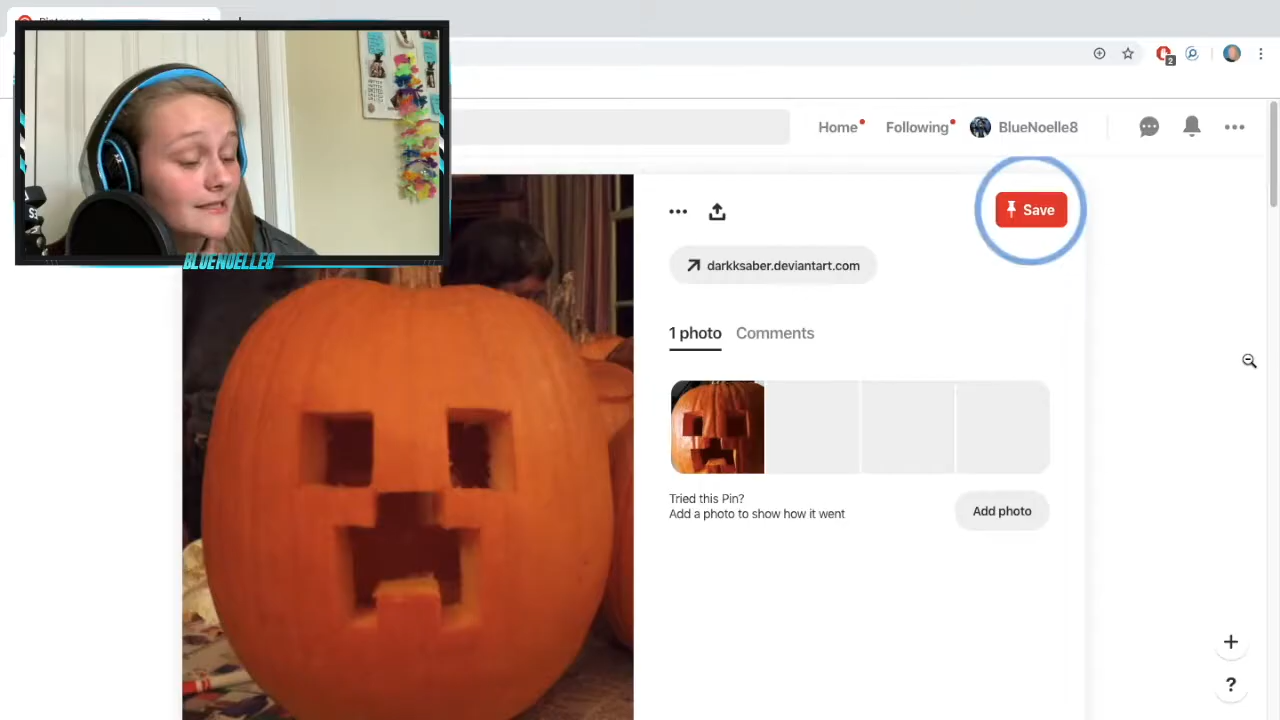 2
Home
Following
BlueNoelle8
Save
darkksaber.deviantart.com
BLUENOELLE8
1 photo
Comments
Tried this Pin?
Add a photo to show how it went
Add photo
+
?